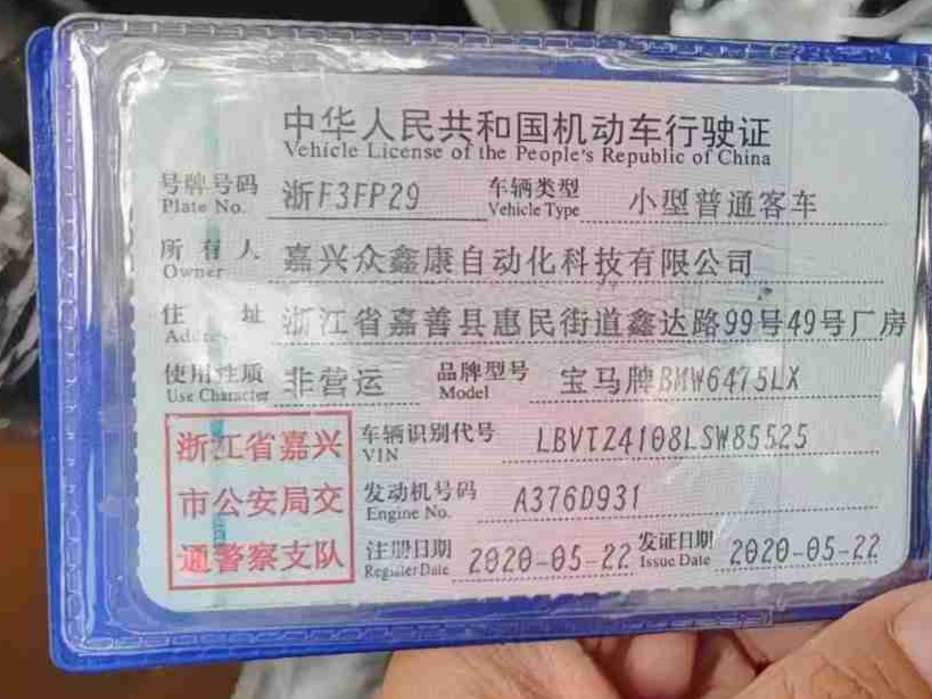 中华人民共和国机动车行驶证
Vehicle License of the People's Republic of China
号牌号码 浙F3FP29 车辆类型 小型普通客车
Plate No. Vehicle Type
所有人 嘉兴众鑫康自动化科技有限公司
Owner
住址 浙江省嘉善县惠民街道鑫达路99号49号厂房
Address
使用性质 非营运 品牌型号 宝马牌BMW6475LX
Use Character Model
浙江省嘉兴
市公安局交
通警察支队
车辆识别代号 LBVTZ4108LSW85525
VIN
发动机号码 A376D931
Engine No.
注册日期 2020-05-22 发证日期 2020-05-22
Register Date Issue Date